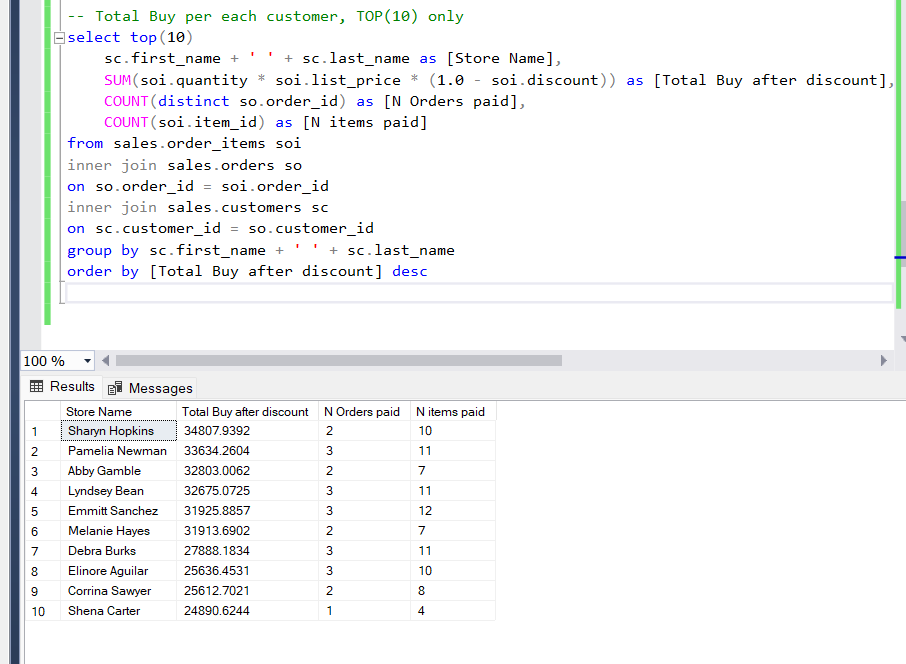 -- Total Buy per each customer, TOP(10) only
select top(10)
sc.first_name + ' ' + sc.last_name as [Store Name],
SUM(soi.quantity * soi.list_price * (1.0 - soi.discount)) as [Total Buy after discount],
COUNT(distinct so.order_id) as [N Orders paid],
COUNT(soi.item_id) as [N items paid]
from sales.order_items soi
inner join sales.orders so
on so.order_id = soi.order_id
inner join sales.customers sc
on sc.customer_id = so.customer_id
group by sc.first_name + ' ' + sc.last_name
order by [Total Buy after discount] desc
100 %
Results Messages
Store Name Total Buy after discount N Orders paid N items paid
1 Sharyn Hopkins 34807.9392 2 10
2 Pamelia Newman 33634.2604 3 11
3 Abby Gamble 32803.0062 2 7
4 Lyndsey Bean 32675.0725 3 11
5 Emmitt Sanchez 31925.8857 3 12
6 Melanie Hayes 31913.6902 2 7
7 Debra Burks 27888.1834 3 11
8 Elinore Aguilar 25636.4531 3 10
9 Corrina Sawyer 25612.7021 2 8
10 Shena Carter 24890.6244 1 4